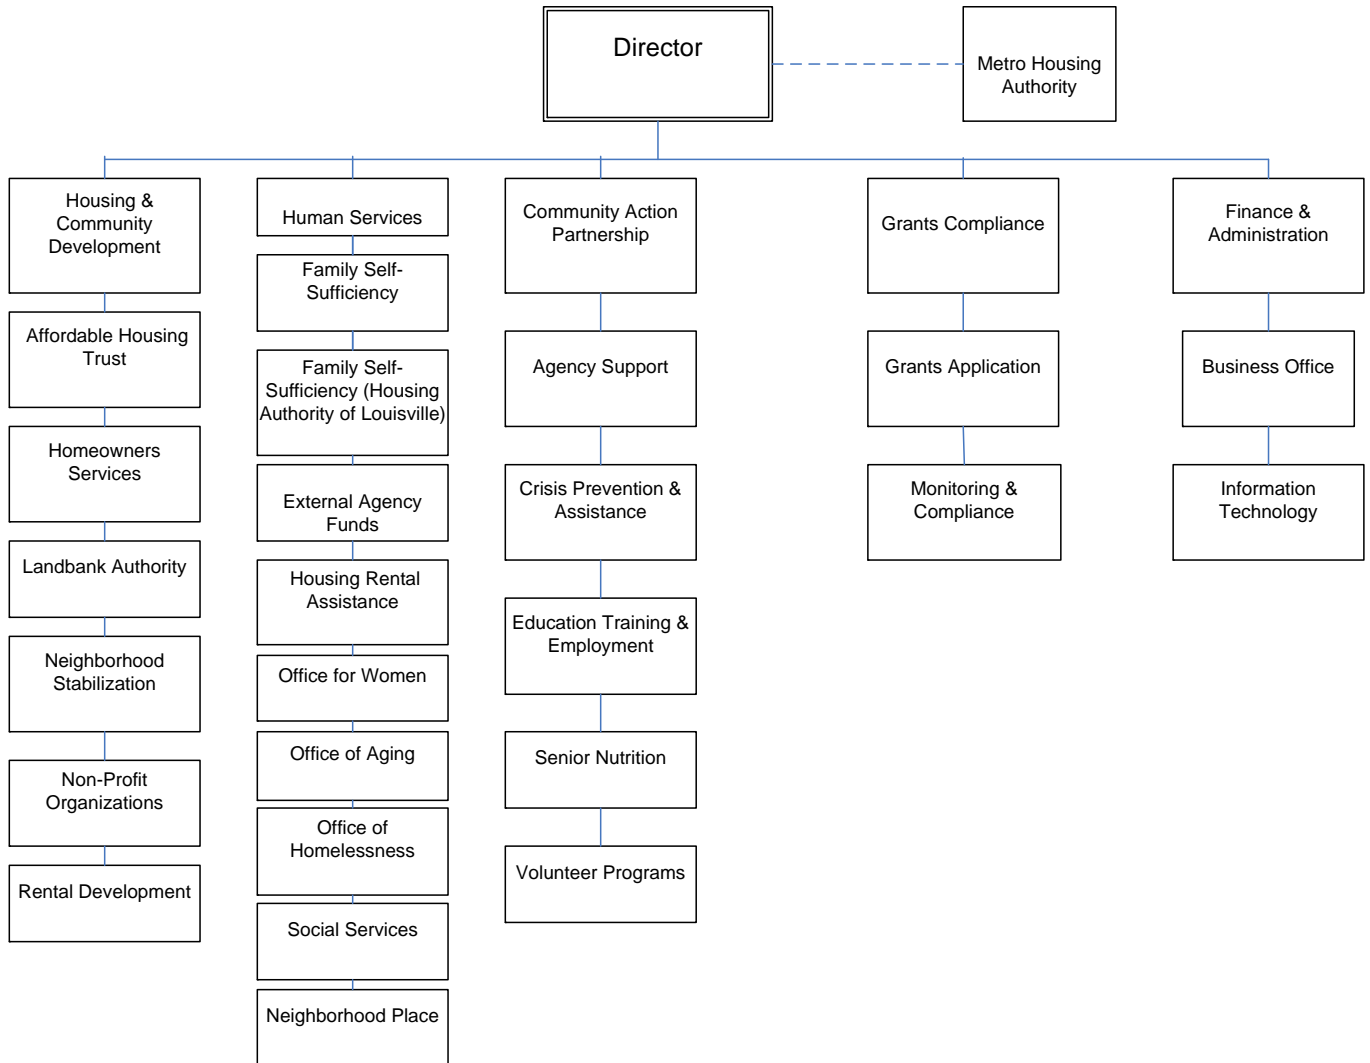 Director
Metro Housing
Authority
Housing &
Community
Development
Affordable Housing
Trust
Homeowners
Services
Landbank Authority
Neighborhood
Stabilization
Non-Profit
Organizations
Rental Development
Human Services
Family Self-
Sufficiency
Family Self-
Sufficiency (Housing
Authority of Louisville)
External Agency
Funds
Housing Rental
Assistance
Office for Women
Office of Aging
Office of
Homelessness
Social Services
Neighborhood Place
Community Action
Partnership
Agency Support
Crisis Prevention &
Assistance
Education Training &
Employment
Senior Nutrition
Volunteer Programs
Grants Compliance
Grants Application
Monitoring &
Compliance
Finance &
Administration
Business Office
Information
Technology